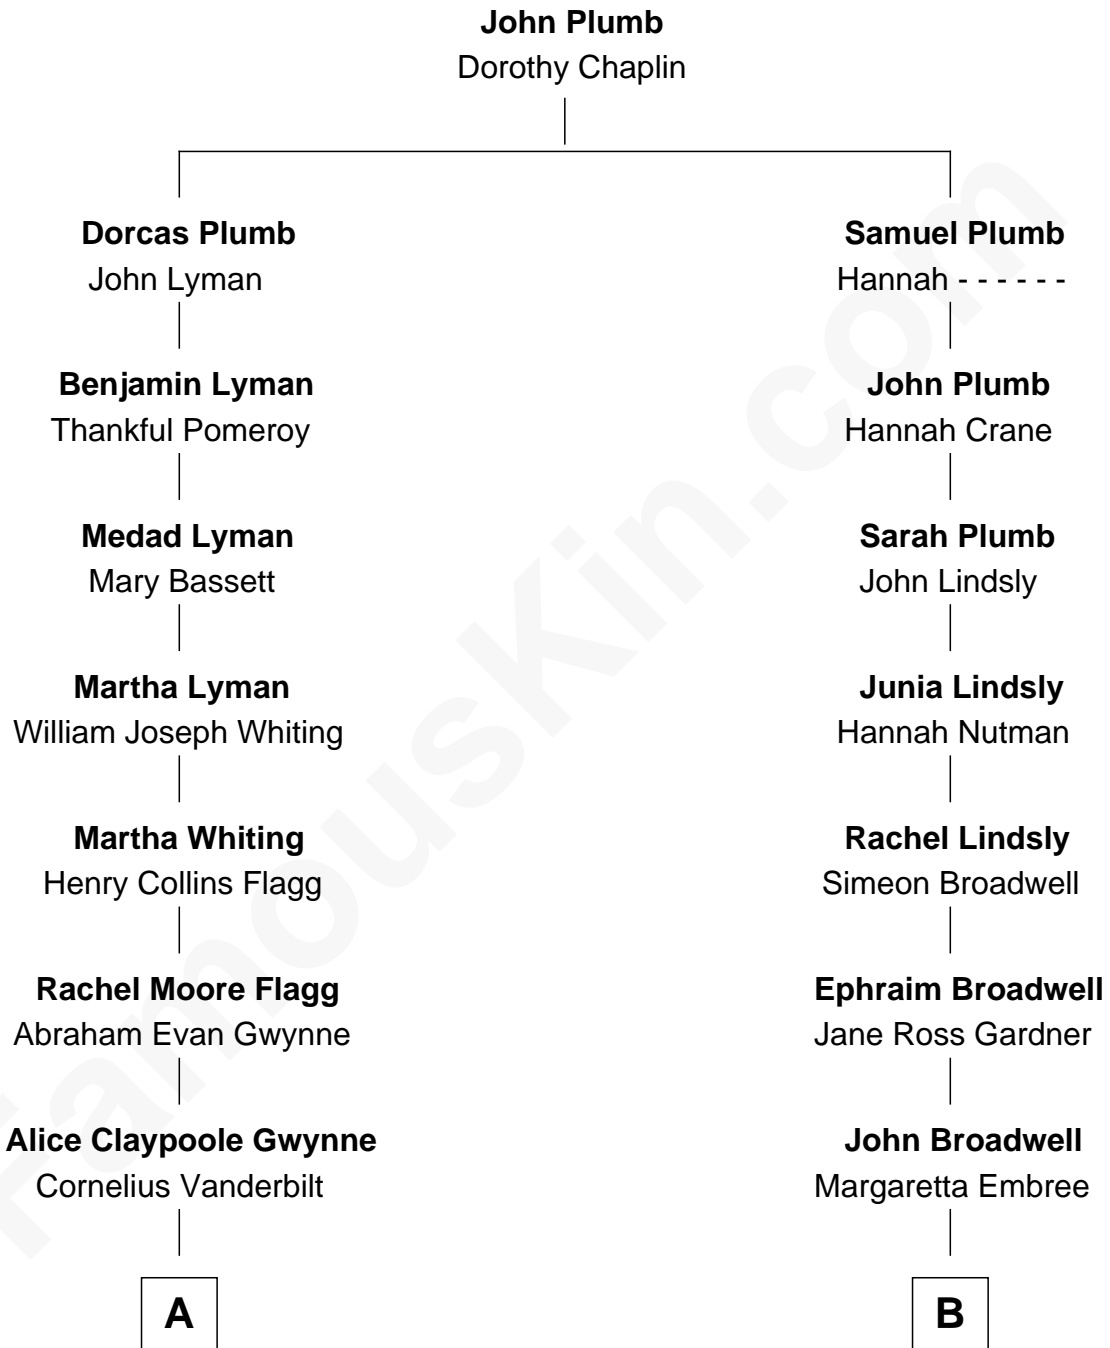 John Plumb
Dorothy Chaplin
Dorcas Plumb
John Lyman
Samuel Plumb
Hannah - - - - - -
Benjamin Lyman
Thankful Pomeroy
John Plumb
Hannah Crane
Medad Lyman
Mary Bassett
Sarah Plumb
John Lindsly
Martha Lyman
William Joseph Whiting
Junia Lindsly
Hannah Nutman
Martha Whiting
Henry Collins Flagg
Rachel Lindsly
Simeon Broadwell
Rachel Moore Flagg
Abraham Evan Gwynne
Ephraim Broadwell
Jane Ross Gardner
Alice Claypoole Gwynne
Cornelius Vanderbilt
John Broadwell
Margaretta Embree
A
B
FamousKin.com